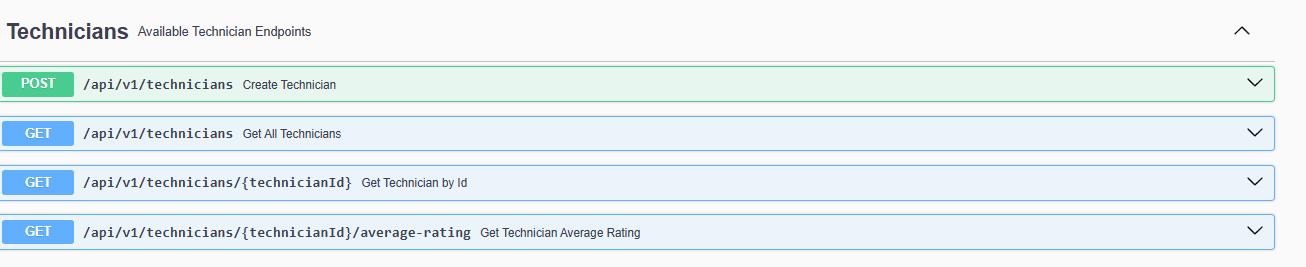 Technicians Available Technician Endpoints
POST /api/v1/technicians Create Technician
GET /api/v1/technicians Get All Technicians
GET /api/v1/technicians/{technicianId} Get Technician by Id
GET /api/v1/technicians/{technicianId}/average-rating Get Technician Average Rating